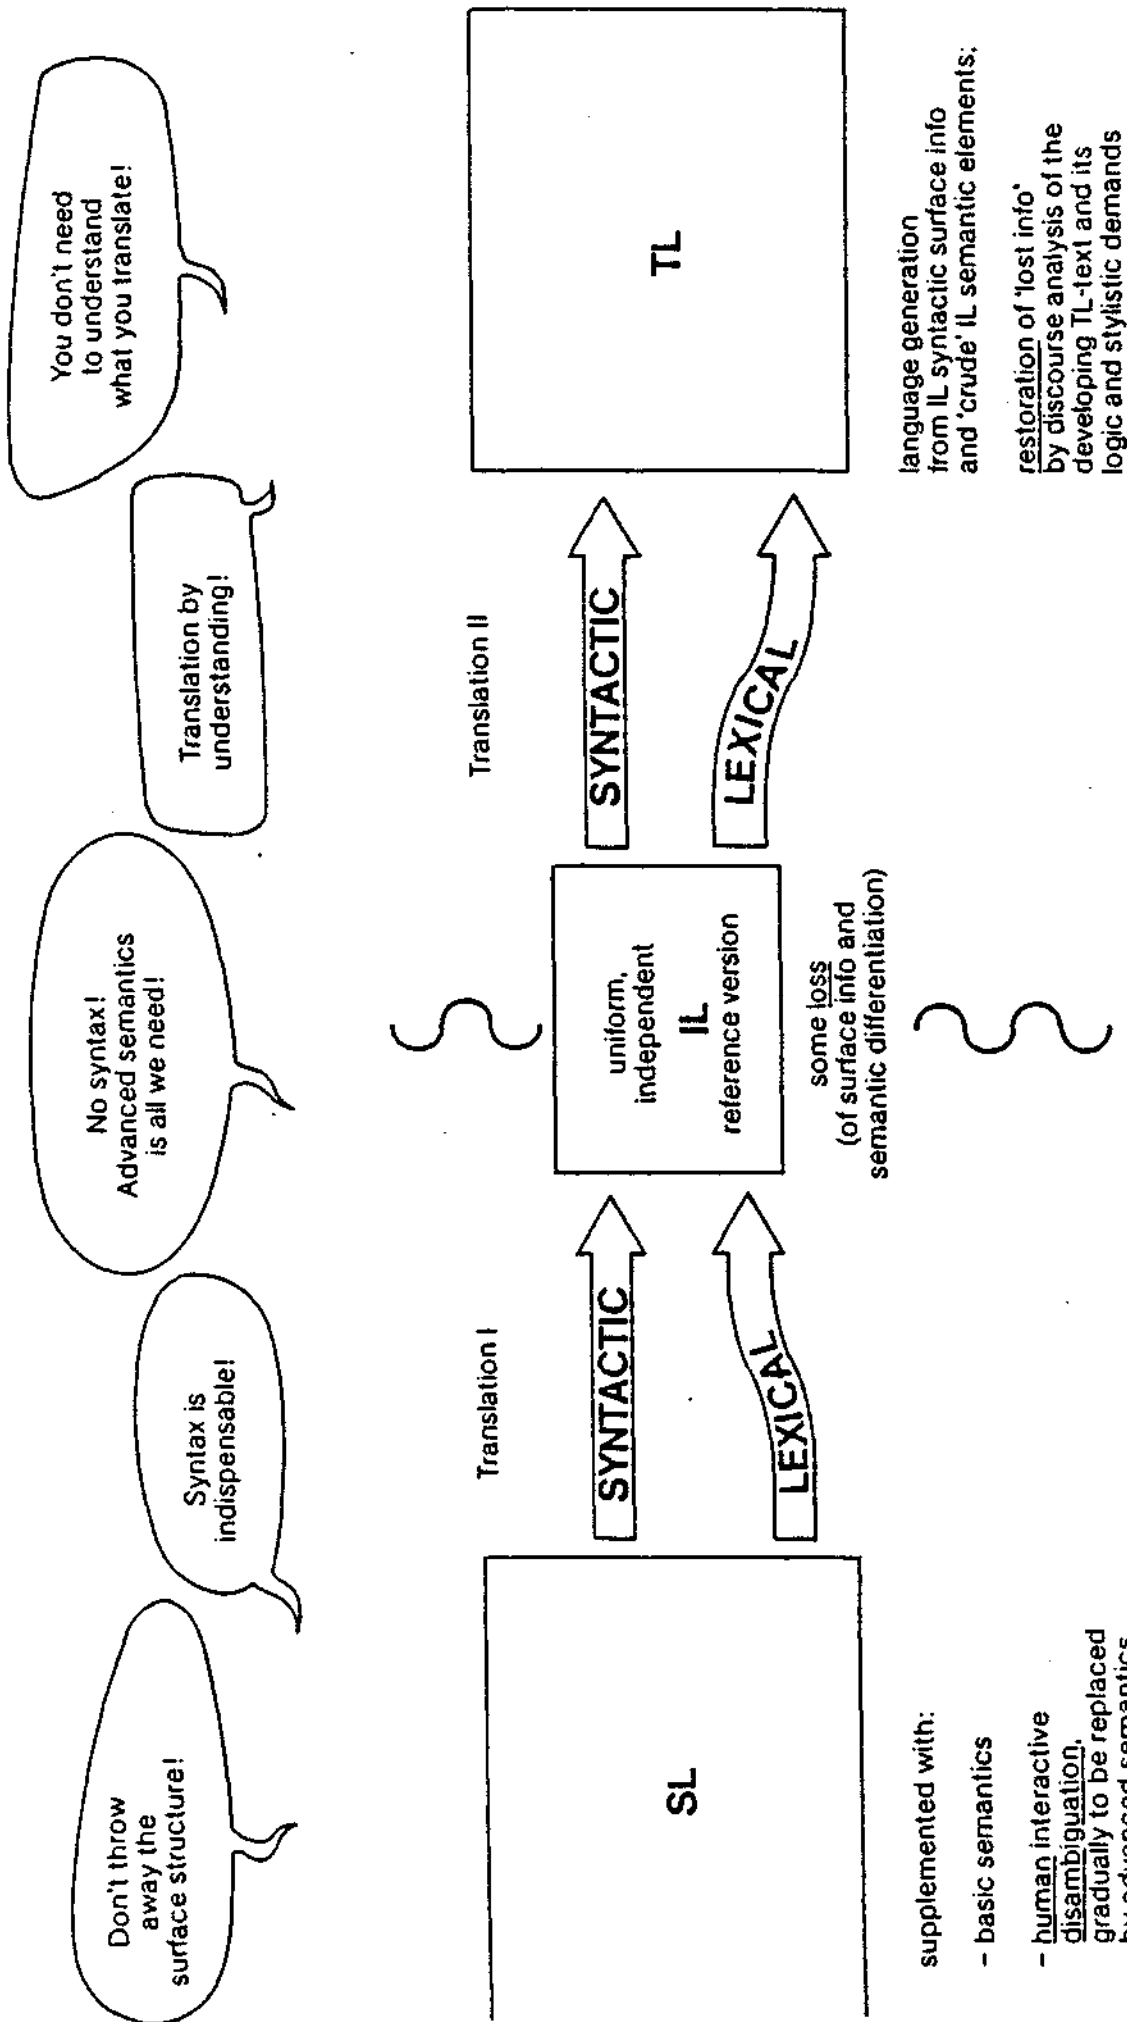 Don't throw
away the
surface structure!
Syntax is
indispensable!
No syntax!
Advanced semantics
is all we need!
Translation by
understanding!
You don't need
to understand
what you translate!
Translation I
Translation II
SL
SYNTACTIC
LEXICAL
uniform,
independent
IL
reference version
SYNTACTIC
LEXICAL
TL
supplemented with:
- basic semantics
- human interactive
disambiguation,
gradually to be replaced
by advanced semantics
some loss
(of surface info and
semantic differentiation)
language generation
from IL syntactic surface info
and 'crude' IL semantic elements;
restoration of 'lost info'
by discourse analysis of the
developing TL-text and its
logic and stylistic demands